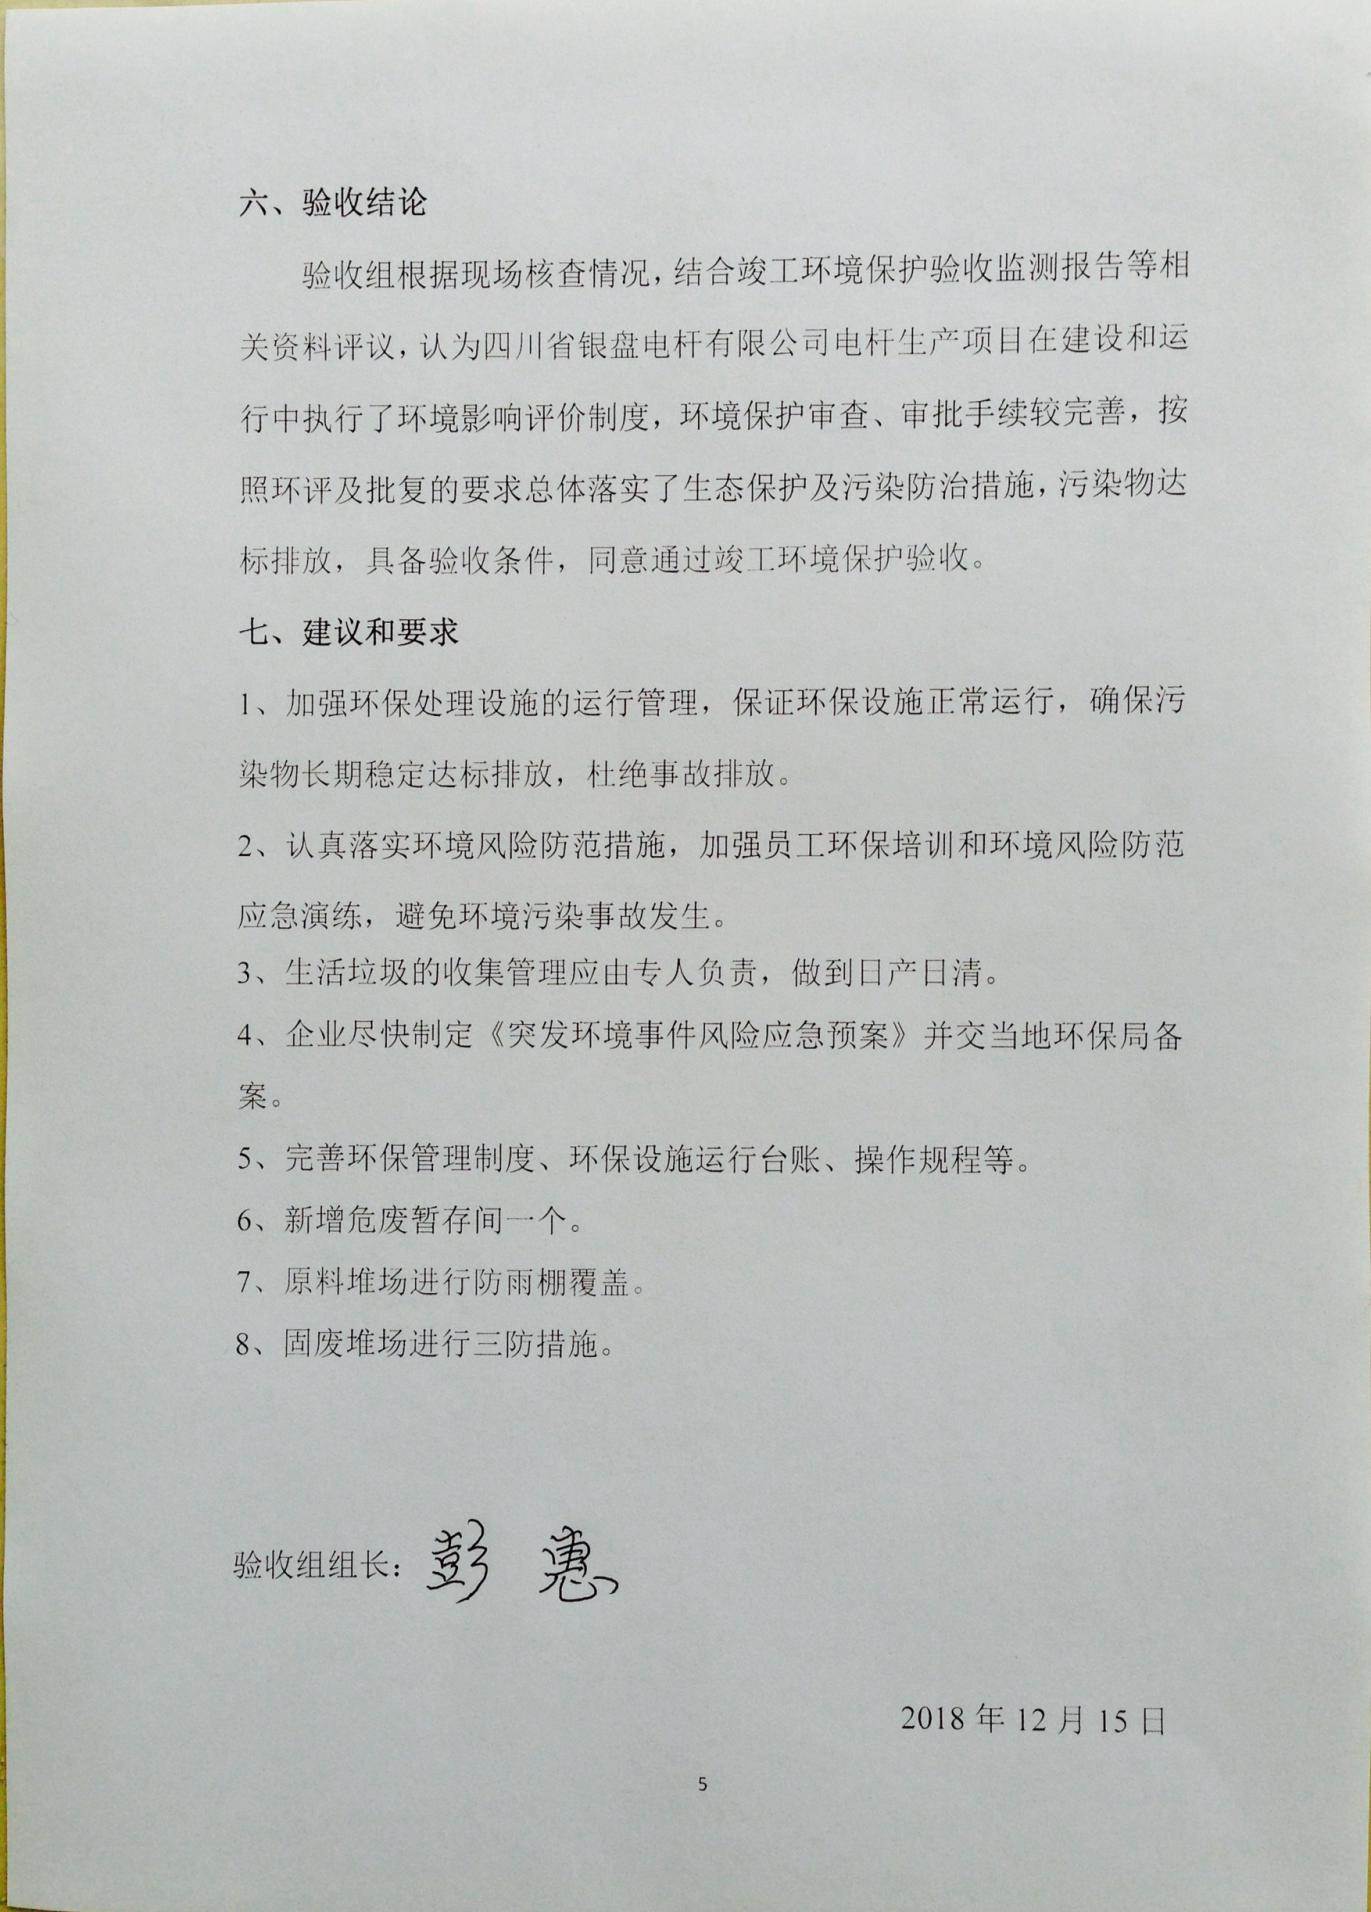 六、验收结论
验收组根据现场核查情况，结合竣工环境保护验收监测报告等相
关资料评议，认为四川省银盘电杆有限公司电杆生产项目在建设和运
行中执行了环境影响评价制度，环境保护审查、审批手续较完善，按
照环评及批复的要求总体落实了生态保护及污染防治措施，污染物达
标排放，具备验收条件，同意通过竣工环境保护验收。
七、建议和要求
1、加强环保处理设施的运行管理，保证环保设施正常运行，确保污
染物长期稳定达标排放，杜绝事故排放。
2、认真落实环境风险防范措施，加强员工环保培训和环境风险防范
应急演练，避免环境污染事故发生。
3、生活垃圾的收集管理应由专人负责，做到日产日清。
4、企业尽快制定《突发环境事件风险应急预案》并交当地环保局备
案。
5、完善环保管理制度、环保设施运行台账、操作规程等。
6、新增危废暂存间一个。
7、原料堆场进行防雨棚覆盖。
8、固废堆场进行三防措施。
验收组组长：彭 惠
2018 年 12 月 15 日
5